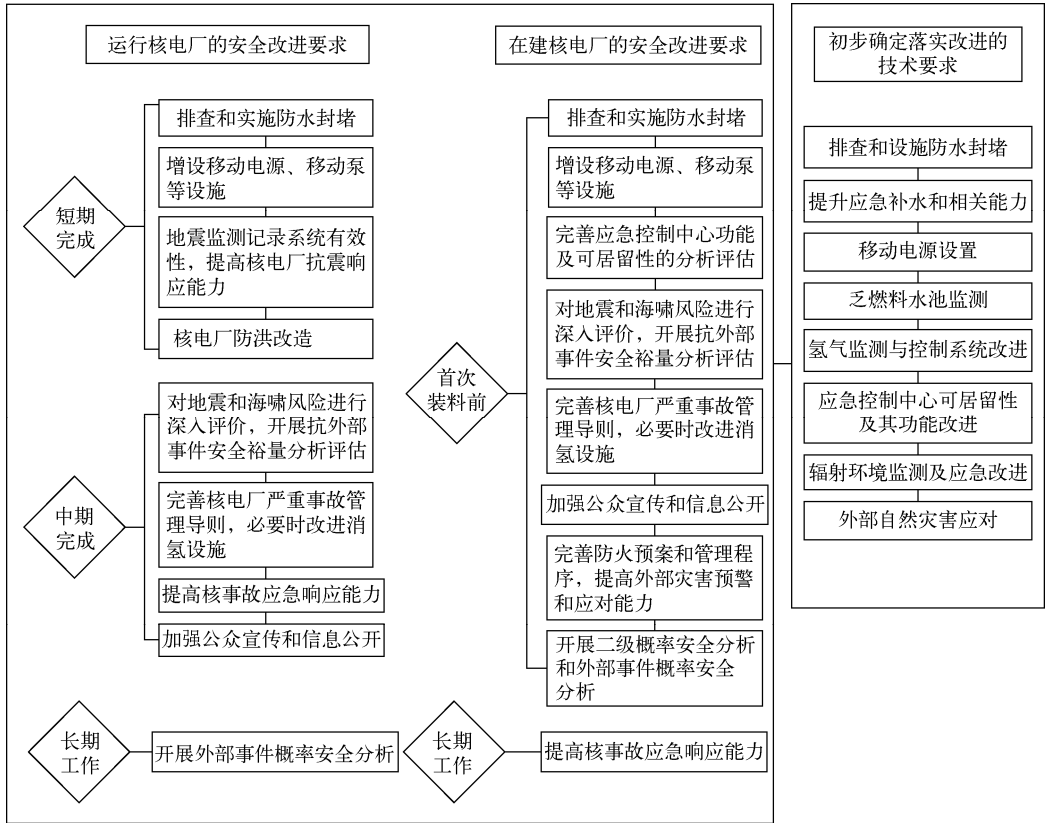 运行核电厂的安全改进要求
短期
完成
排查和实施防水封堵
增设移动电源、移动泵
等设施
地震监测记录系统有效
性，提高核电厂抗震响
应能力
核电厂防洪改造
中期
完成
对地震和海啸风险进行
深入评价，开展抗外部
事件安全裕量分析评估
完善核电厂严重事故管
理导则，必要时改进消
氢设施
提高核事故应急响应能力
加强公众宣传和信息公开
长期
工作
开展外部事件概率安全分析
在建核电厂的安全改进要求
首次
装料前
排查和实施防水封堵
增设移动电源、移动泵
等设施
完善应急控制中心功能
及可居留性的分析评估
对地震和海啸风险进行
深入评价，开展抗外部
事件安全裕量分析评估
完善核电厂严重事故管
理导则，必要时改进消
氢设施
加强公众宣传和信息公开
完善防火预案和管理程
序，提高外部灾害预警
和应对能力
开展二级概率安全分析
和外部事件概率安全
分析
长期
工作
提高核事故应急响应能力
初步确定落实改进的
技术要求
排查和设施防水封堵
提升应急补水和相关能力
移动电源设置
乏燃料水池监测
氢气监测与控制系统改进
应急控制中心可居留性
及其功能改进
辐射环境监测及应急改进
外部自然灾害应对